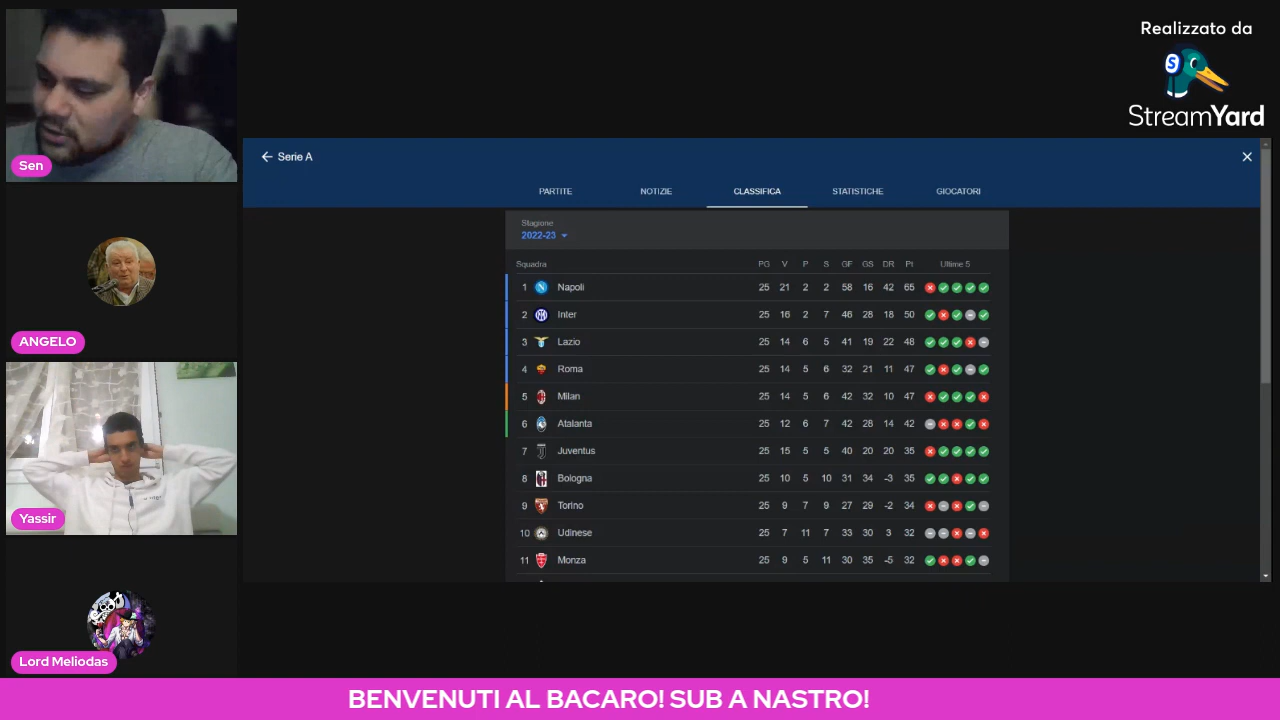 Realizzato da
StreamYard
Sen
ANGELO
Yassir
Lord Meliodas
Serie A
PARTITE NOTIZIE CLASSIFICA STATISTICHE GIOCATORI
Stagione
2022-23
Squadra PG V P S GF GS DR Pt Ultime 5
1 Napoli 25 21 2 2 58 16 42 65
2 Inter 25 16 2 7 46 28 18 50
3 Lazio 25 14 6 5 41 19 22 48
4 Roma 25 14 5 6 32 21 11 47
5 Milan 25 14 5 6 42 32 10 47
6 Atalanta 25 12 6 7 42 28 14 42
7 Juventus 25 15 5 5 40 20 20 35
8 Bologna 25 10 5 10 31 34 -3 35
9 Torino 25 9 7 9 27 29 -2 34
10 Udinese 25 7 11 7 33 30 3 32
11 Monza 25 9 5 11 30 35 -5 32
BENVENUTI AL BACARO! SUB A NASTRO!